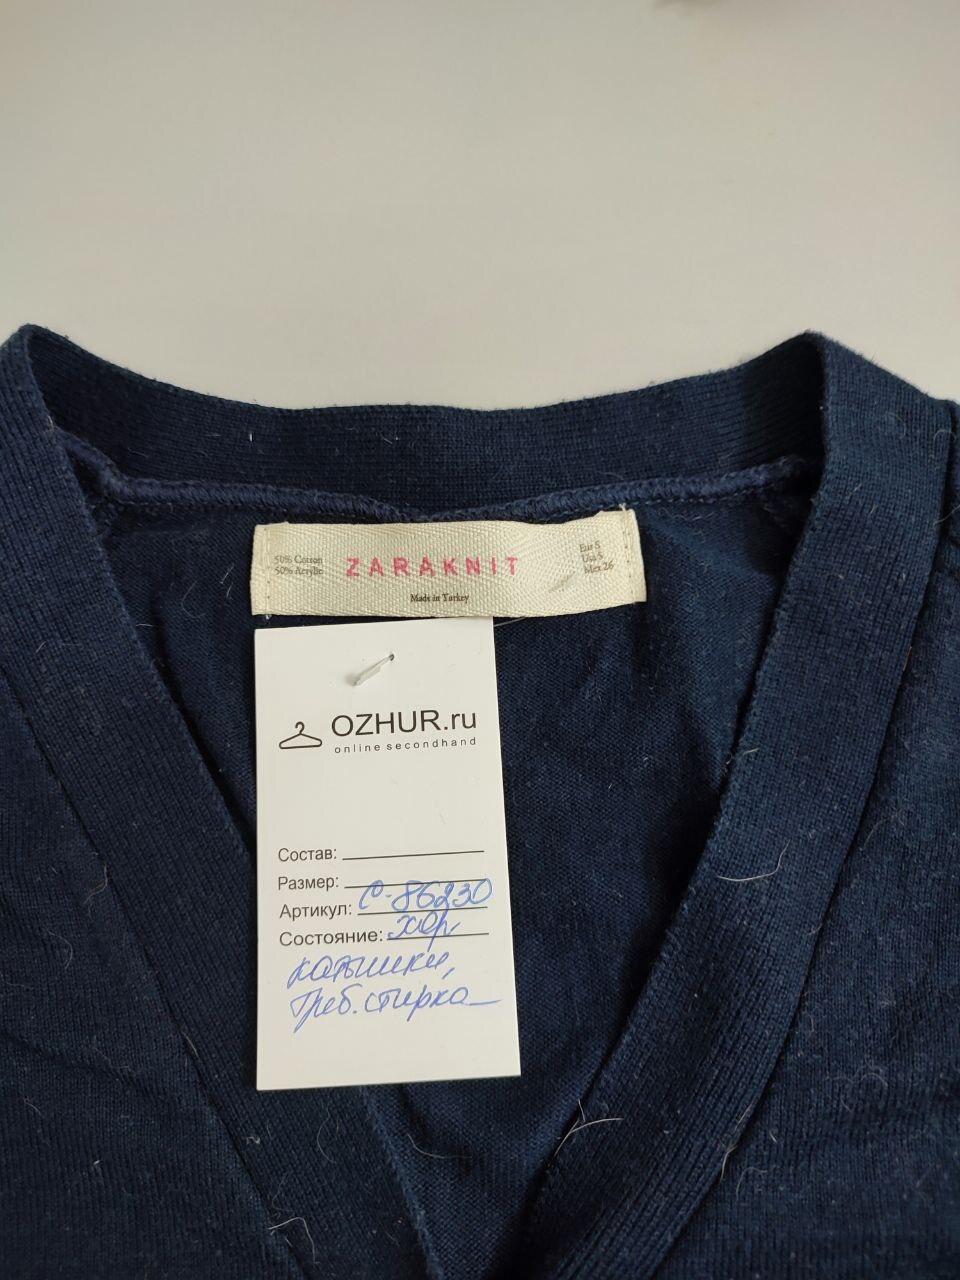 50% Cotton
50% Acrylic
ZARAKNIT
Made in Turkey
Eur S
Usa S
Mex 26
OZHUR.ru
online secondhand
Состав:
Размер:
Артикул: С-86230
Состояние: хор
катышки,
треб. стирка